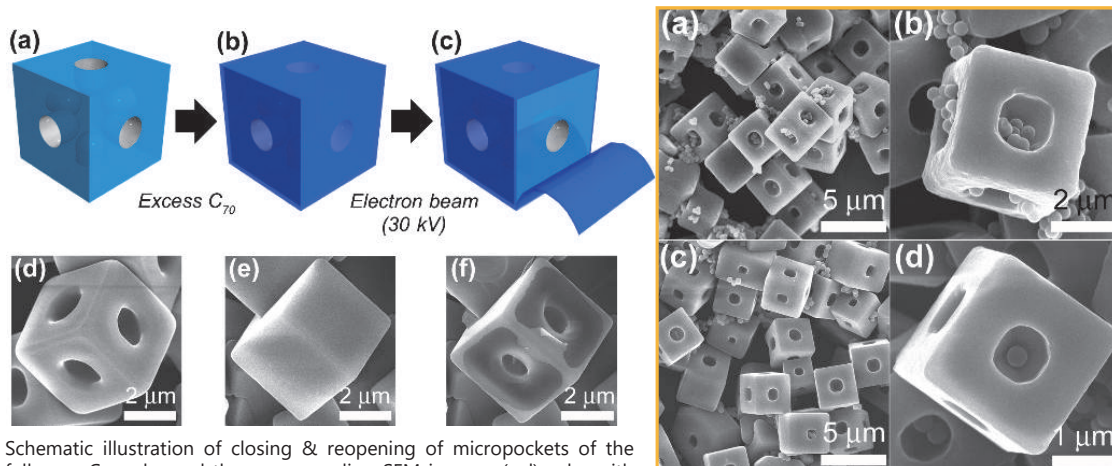 (a)
(b)
(c)
Excess C70
Electron beam
(30 kV)
(d)
2 μm
(e)
2 μm
(f)
2 μm
Schematic illustration of closing & reopening of micropockets of the
(a)
5 μm
(b)
2 μm
(c)
5 μm
(d)
1 μm